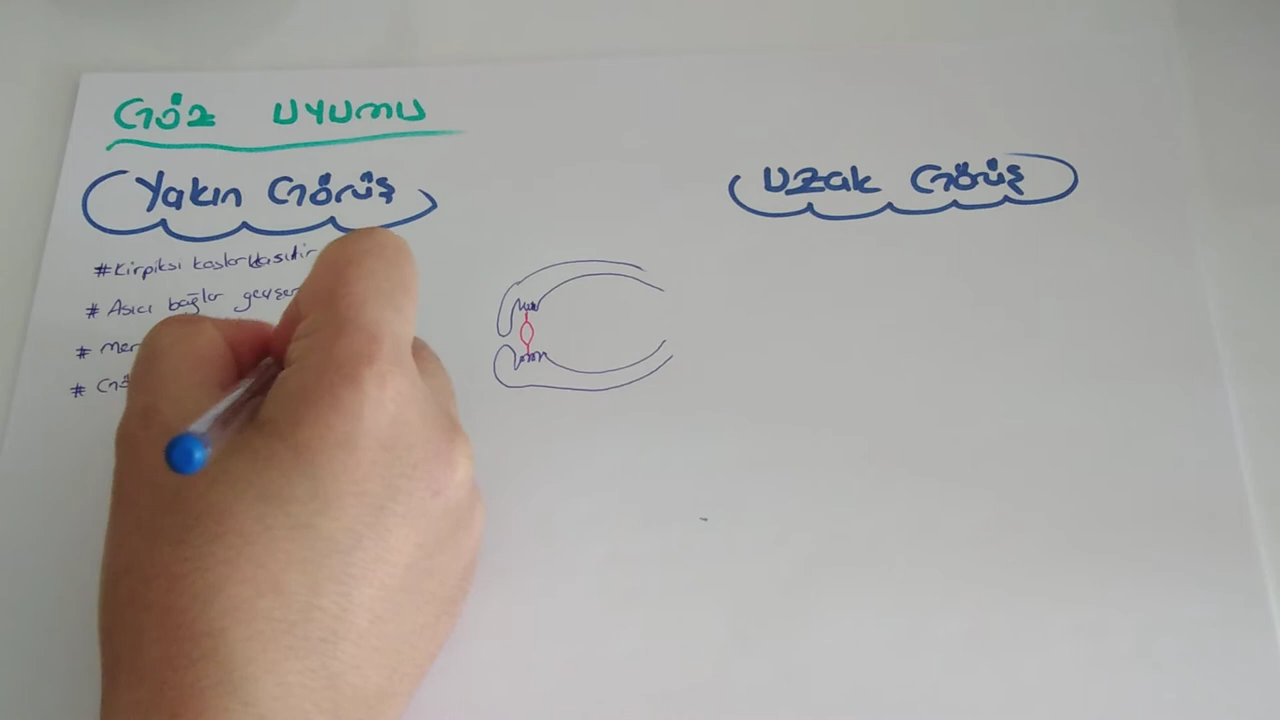 Göz uyumu
Yakın Görüş
Uzak Görüş
#Kirpiksi kaslar kasılır
# Asıcı bağlar gevşer
#
#